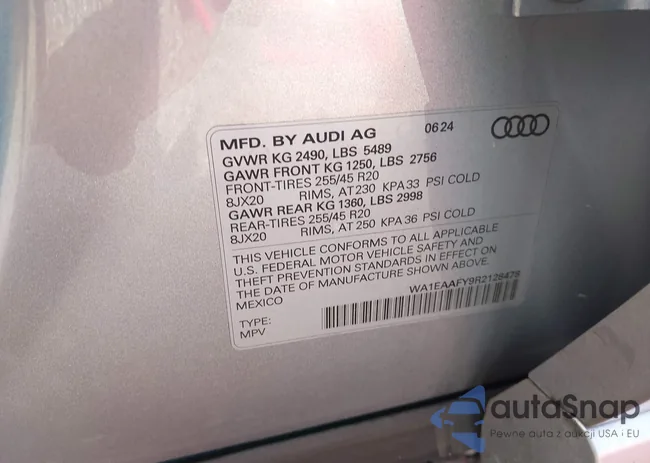 MFD. BY AUDI AG 06 24
GVWR KG 2490, LBS 5489
GAWR FRONT KG 1250, LBS 2756
FRONT-TIRES 255/45 R20
8JX20 RIMS, AT 230 KPA 33 PSI COLD
GAWR REAR KG 1360, LBS 2998
REAR-TIRES 255/45 R20
8JX20 RIMS, AT 250 KPA 36 PSI COLD
THIS VEHICLE CONFORMS TO ALL APPLICABLE
U.S. FEDERAL MOTOR VEHICLE SAFETY AND
THEFT PREVENTION STANDARDS IN EFFECT ON
THE DATE OF MANUFACTURE SHOWN ABOVE.
MEXICO
WA1EAAFY9R2128478
TYPE:
MPV
autoSnap
Pewne auta z aukcji USA i EU